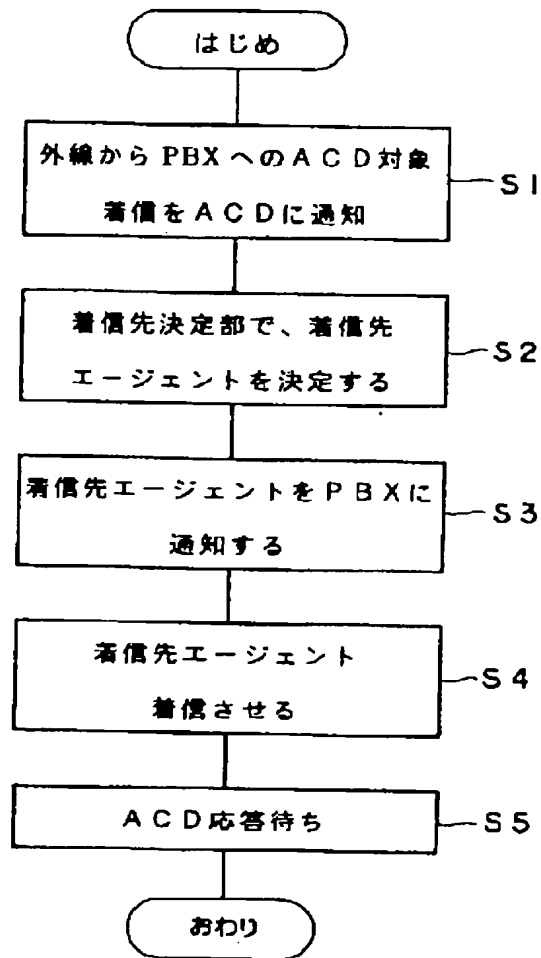 はじめ
外線からPBXへのACD対象
着信をACDに通知
S1
着信先決定部で、着信先
エージェントを決定する
S2
着信先エージェントをPBXに
通知する
S3
着信先エージェント
着信させる
S4
ACD応答待ち
S5
おわり